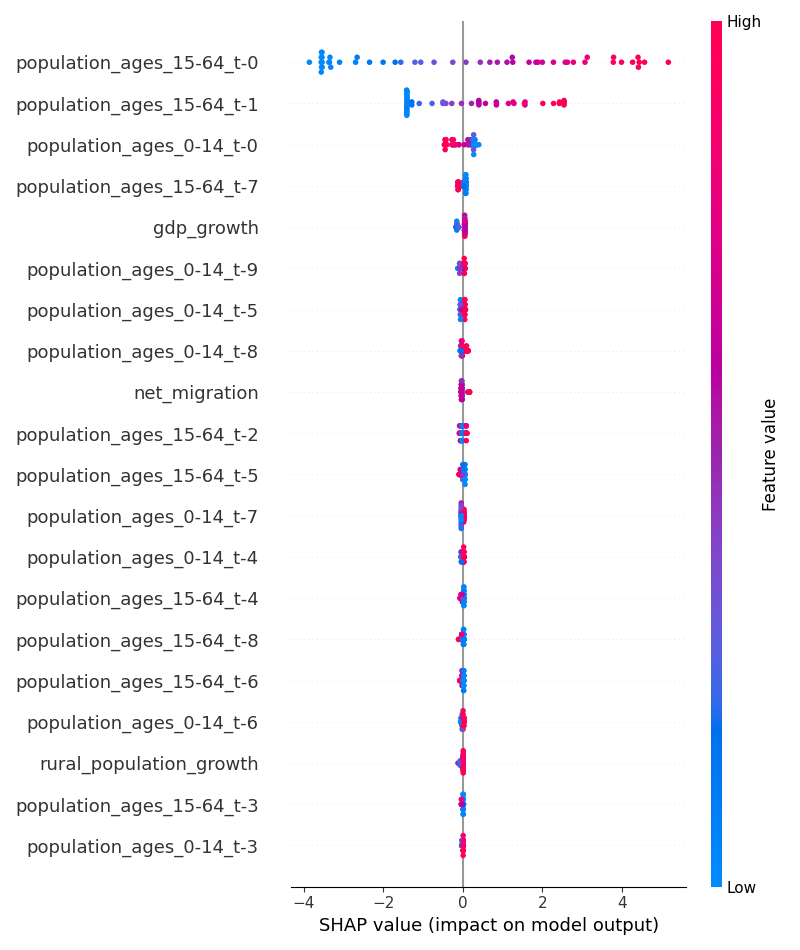 High
population_ages_15-64_t-0
population_ages_15-64_t-1
population_ages_0-14_t-0
population_ages_15-64_t-7
gdp_growth
population_ages_0-14_t-9
population_ages_0-14_t-5
population_ages_0-14_t-8
net_migration
population_ages_15-64_t-2
population_ages_15-64_t-5
population_ages_0-14_t-7
population_ages_0-14_t-4
population_ages_15-64_t-4
population_ages_15-64_t-8
population_ages_15-64_t-6
population_ages_0-14_t-6
rural_population_growth
population_ages_15-64_t-3
population_ages_0-14_t-3
Feature value
Low
−4 −2 0 2 4
SHAP value (impact on model output)